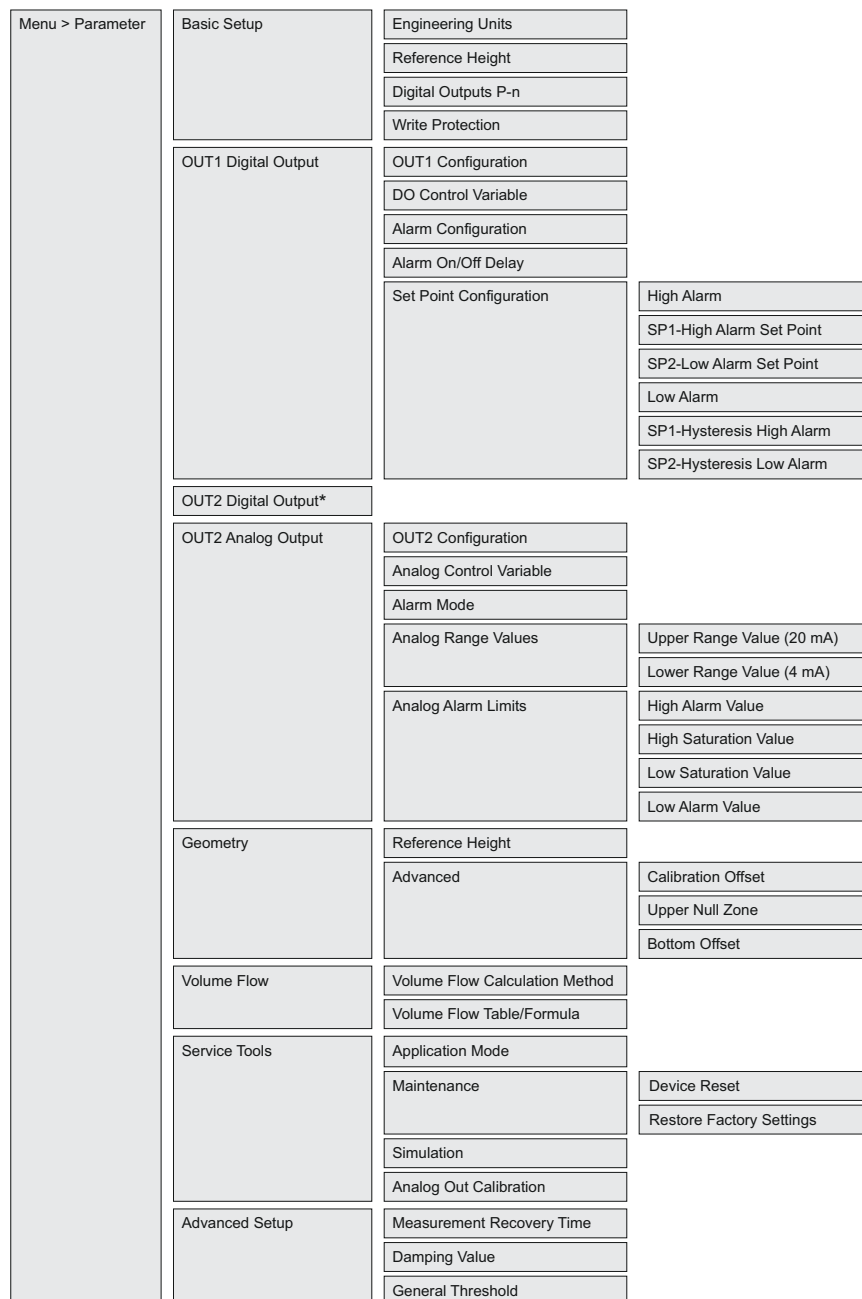 Menu > Parameter
Basic Setup
Engineering Units
Reference Height
Digital Outputs P-n
Write Protection
OUT1 Digital Output
OUT1 Configuration
DO Control Variable
Alarm Configuration
Alarm On/Off Delay
Set Point Configuration
High Alarm
SP1-High Alarm Set Point
SP2-Low Alarm Set Point
Low Alarm
SP1-Hysteresis High Alarm
SP2-Hysteresis Low Alarm
OUT2 Digital Output*
OUT2 Analog Output
OUT2 Configuration
Analog Control Variable
Alarm Mode
Analog Range Values
Upper Range Value (20 mA)
Lower Range Value (4 mA)
Analog Alarm Limits
High Alarm Value
High Saturation Value
Low Saturation Value
Low Alarm Value
Geometry
Reference Height
Advanced
Calibration Offset
Upper Null Zone
Bottom Offset
Volume Flow
Volume Flow Calculation Method
Volume Flow Table/Formula
Service Tools
Application Mode
Maintenance
Device Reset
Restore Factory Settings
Simulation
Analog Out Calibration
Advanced Setup
Measurement Recovery Time
Damping Value
General Threshold